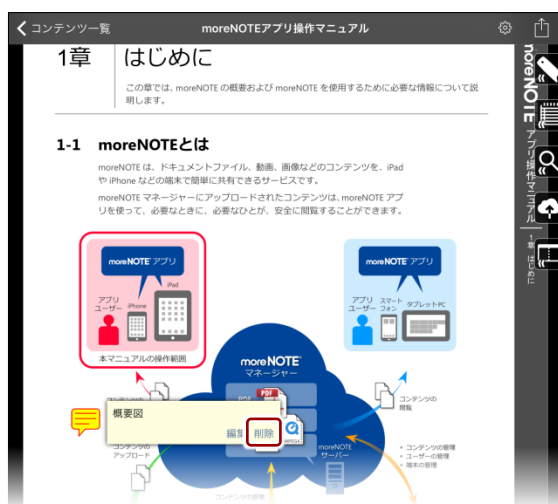 コンテンツ一覧
moreNOTEアプリ操作マニュアル
1章 はじめに
この章では、moreNOTE の概要および moreNOTE を使用するために必要な情報について説
明します。
1-1 moreNOTEとは
moreNOTE は、ドキュメントファイル、動画、画像などのコンテンツを、iPad
や iPhone などの端末で簡単に共有できるサービスです。
moreNOTE マネージャーにアップロードされたコンテンツは、moreNOTE アプ
リを使って、必要なときに、必要なひとが、安全に閲覧することができます。
moreNOTE アプリ操作マニュアル
1章 はじめに
moreNOTE アプリ
iPad
iPhone
アプリ
ユーザー
本マニュアルの操作範囲
moreNOTE アプリ
アプリ
ユーザー
スマート
フォン
タブレットPC
moreNOTE
マネージャー
PDF
PDF
MPEG4
概要図
編集
削除
コンテンツの
閲覧
コンテンツの
アップロード
moreNOTE
サーバー
• コンテンツの管理
• ユーザーの管理
• 端末の管理
コンテンツの管理